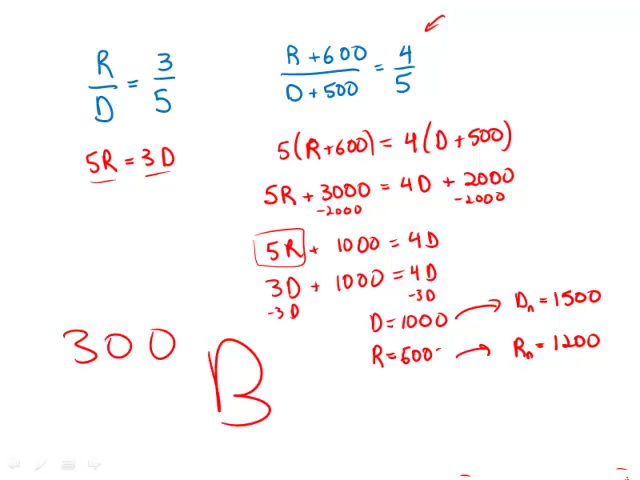 R/D = 3/5
5R = 3D
R + 600 / D + 500 = 4/5
5(R + 600) = 4(D + 500)
5R + 3000 = 4D + 2000
-2000 -2000
5R + 1000 = 4D
3D + 1000 = 4D
-3D -3D
D = 1000 Dn = 1500
R = 600 Rn = 1200
300
B